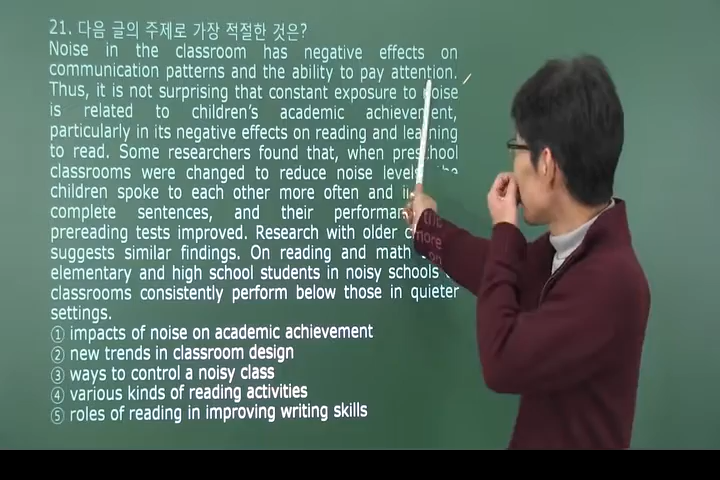 21. 다음 글의 주제로 가장 적절한 것은?
Noise in the classroom has negative effects on
communication patterns and the ability to pay attention.
Thus, it is not surprising that constant exposure to noise
is related to children's academic achievement,
particularly in its negative effects on reading and learning
to read. Some researchers found that, when preschool
classrooms were changed to reduce noise levels, the
children spoke to each other more often and
complete sentences, and their
prereading tests improved. Research with older
suggests similar findings. On reading and math
elementary and high school students in noisy schools
classrooms consistently perform below those in quieter
settings.
① impacts of noise on academic achievement
② new trends in classroom design
③ ways to control a noisy class
④ various kinds of reading activities
⑤ roles of reading in improving writing skills